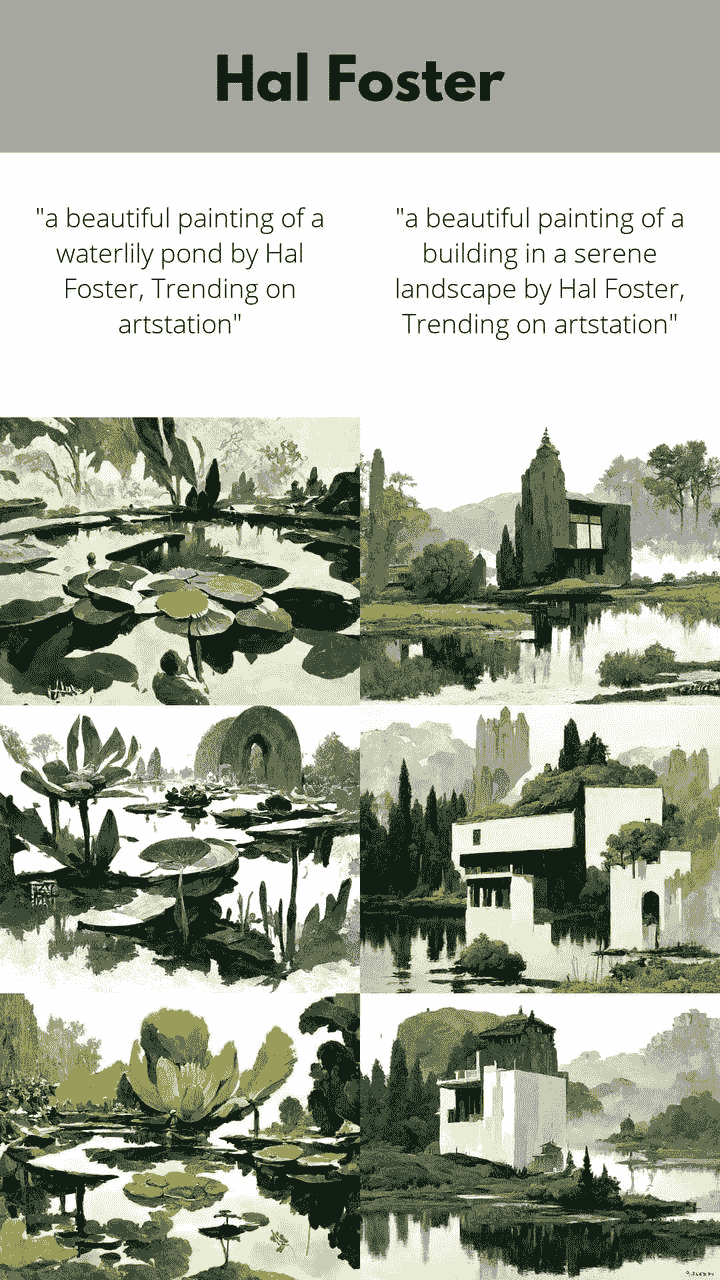 Hal Foster
"a beautiful painting of a
waterlily pond by Hal
Foster, Trending on
artstation"
"a beautiful painting of a
building in a serene
landscape by Hal Foster,
Trending on artstation"